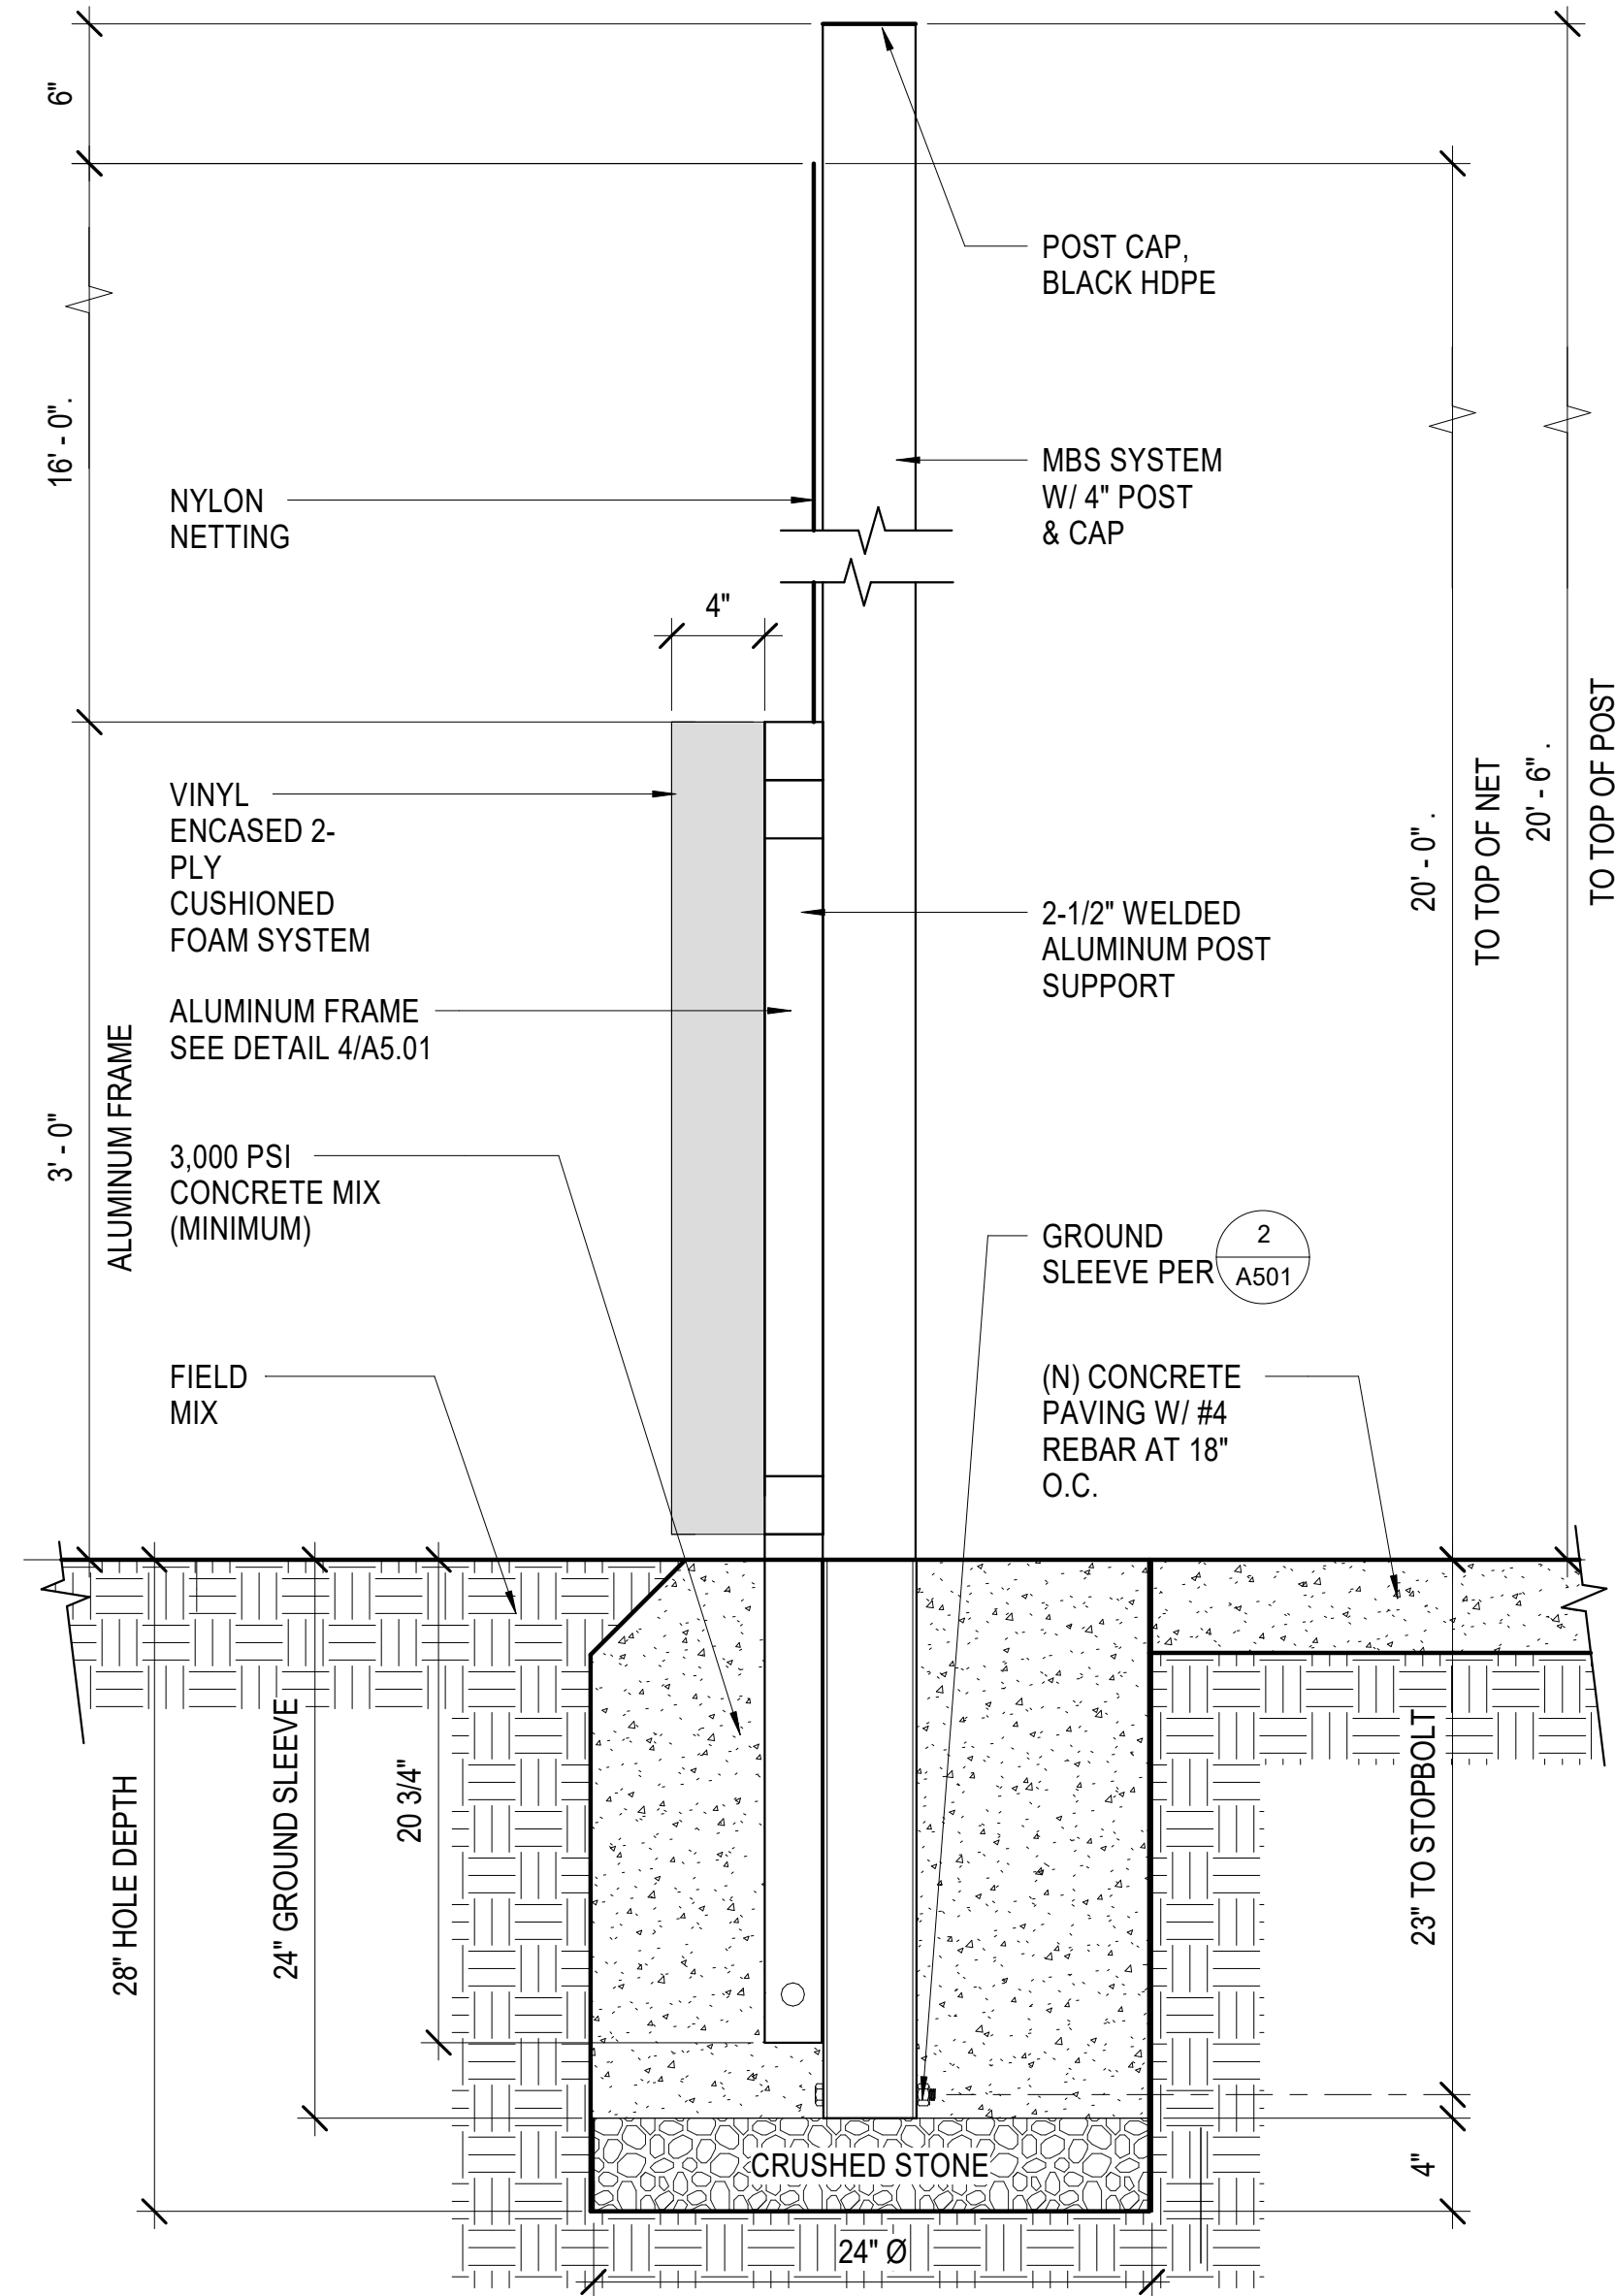 6"
POST CAP,
BLACK HDPE
16' - 0" .
MBS SYSTEM
W/ 4" POST
& CAP
NYLON
NETTING
4"
VINYL
ENCASED 2-
PLY
CUSHIONED
FOAM SYSTEM
2-1/2" WELDED
ALUMINUM POST
SUPPORT
20' - 0" .
TO TOP OF NET
20' - 6" .
TO TOP OF POST
ALUMINUM FRAME
SEE DETAIL 4/A5.01
3' - 0"
ALUMINUM FRAME
3,000 PSI
CONCRETE MIX
(MINIMUM)
GROUND
SLEEVE PER
2
A501
FIELD
MIX
(N) CONCRETE
PAVING W/ #4
REBAR AT 18"
O.C.
28" HOLE DEPTH
24" GROUND SLEEVE
20 3/4"
23" TO STOPBOLT
CRUSHED STONE
4"
24" Ø